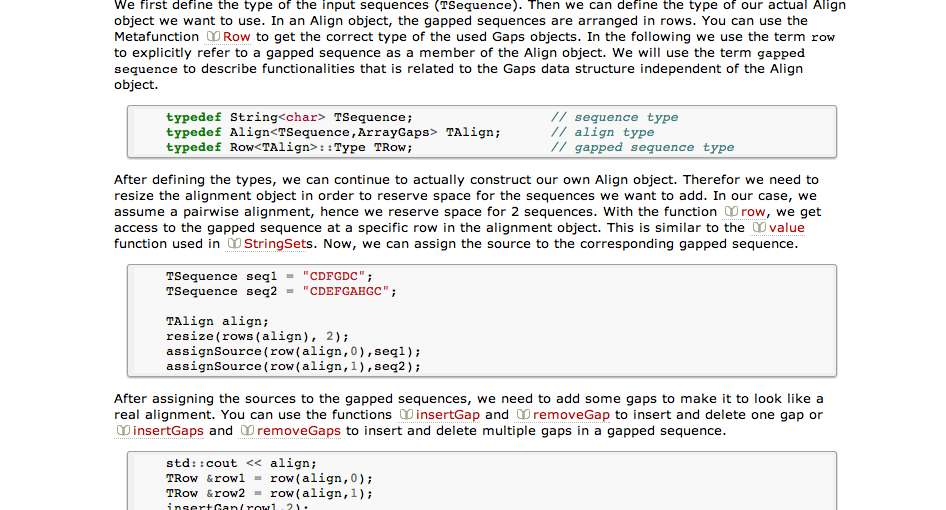 We first define the type of the input sequences (TSequence). Then we can define the type of our actual Align
object we want to use. In an Align object, the gapped sequences are arranged in rows. You can use the
Metafunction Row to get the correct type of the used Gaps objects. In the following we use the term row
to explicitly refer to a gapped sequence as a member of the Align object. We will use the term gapped
sequence to describe functionalities that is related to the Gaps data structure independent of the Align
object.
typedef String<char> TSequence; // sequence type
typedef Align<TSequence,ArrayGaps> TAlign; // align type
typedef Row<TAlign>::Type TRow; // gapped sequence type
After defining the types, we can continue to actually construct our own Align object. Therefor we need to
resize the alignment object in order to reserve space for the sequences we want to add. In our case, we
assume a pairwise alignment, hence we reserve space for 2 sequences. With the function row, we get
access to the gapped sequence at a specific row in the alignment object. This is similar to the value
function used in StringSets. Now, we can assign the source to the corresponding gapped sequence.
TSequence seq1 = "CDFGDC";
TSequence seq2 = "CDEFGAHGC";
TAlign align;
resize(rows(align), 2);
assignSource(row(align,0),seq1);
assignSource(row(align,1),seq2);
After assigning the sources to the gapped sequences, we need to add some gaps to make it to look like a
real alignment. You can use the functions insertGap and removeGap to insert and delete one gap or
insertGaps and removeGaps to insert and delete multiple gaps in a gapped sequence.
std::cout << align;
TRow &row1 = row(align,0);
TRow &row2 = row(align,1);
insertGap(row1,2);